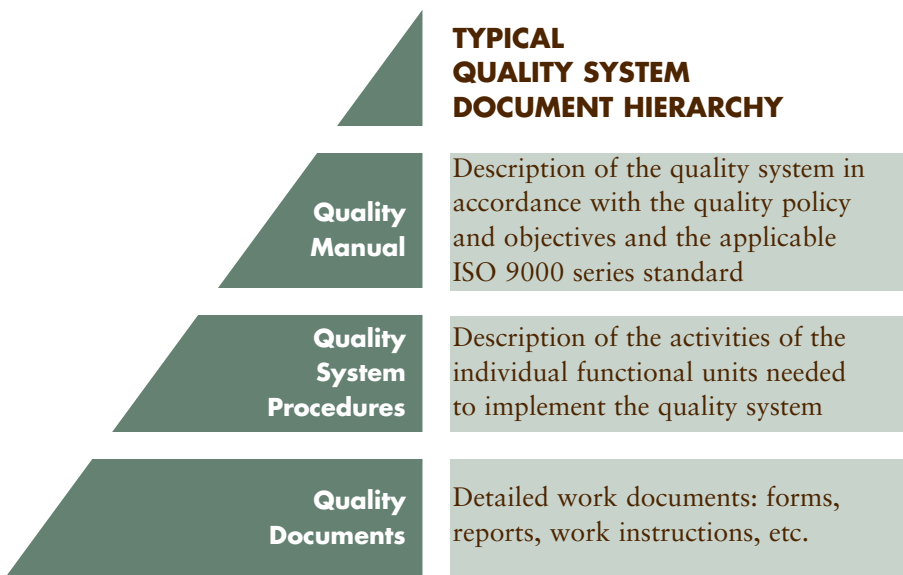 TYPICAL
QUALITY SYSTEM
DOCUMENT HIERARCHY
Quality
Manual
Description of the quality system in
accordance with the quality policy
and objectives and the applicable
ISO 9000 series standard
Quality
System
Procedures
Description of the activities of the
individual functional units needed
to implement the quality system
Quality
Documents
Detailed work documents: forms,
reports, work instructions, etc.